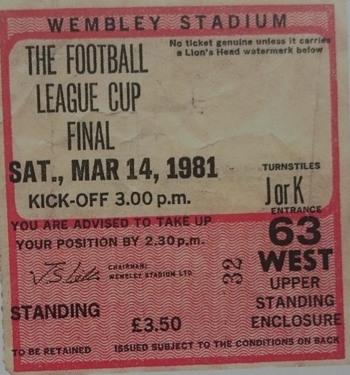 WEMBLEY STADIUM
No ticket genuine unless it carries
a Lion's Head watermark below
THE FOOTBALL
LEAGUE CUP
FINAL
SAT., MAR 14, 1981
KICK-OFF 3.00 p.m.
TURNSTILES
J or K
ENTRANCE
63
WEST
UPPER
STANDING
ENCLOSURE
YOU ARE ADVISED TO TAKE UP
YOUR POSITION BY 2.30 p.m.
CHAIRMAN:
WEMBLEY STADIUM LTD
32
STANDING
£3.50
TO BE RETAINED
ISSUED SUBJECT TO THE CONDITIONS ON BACK